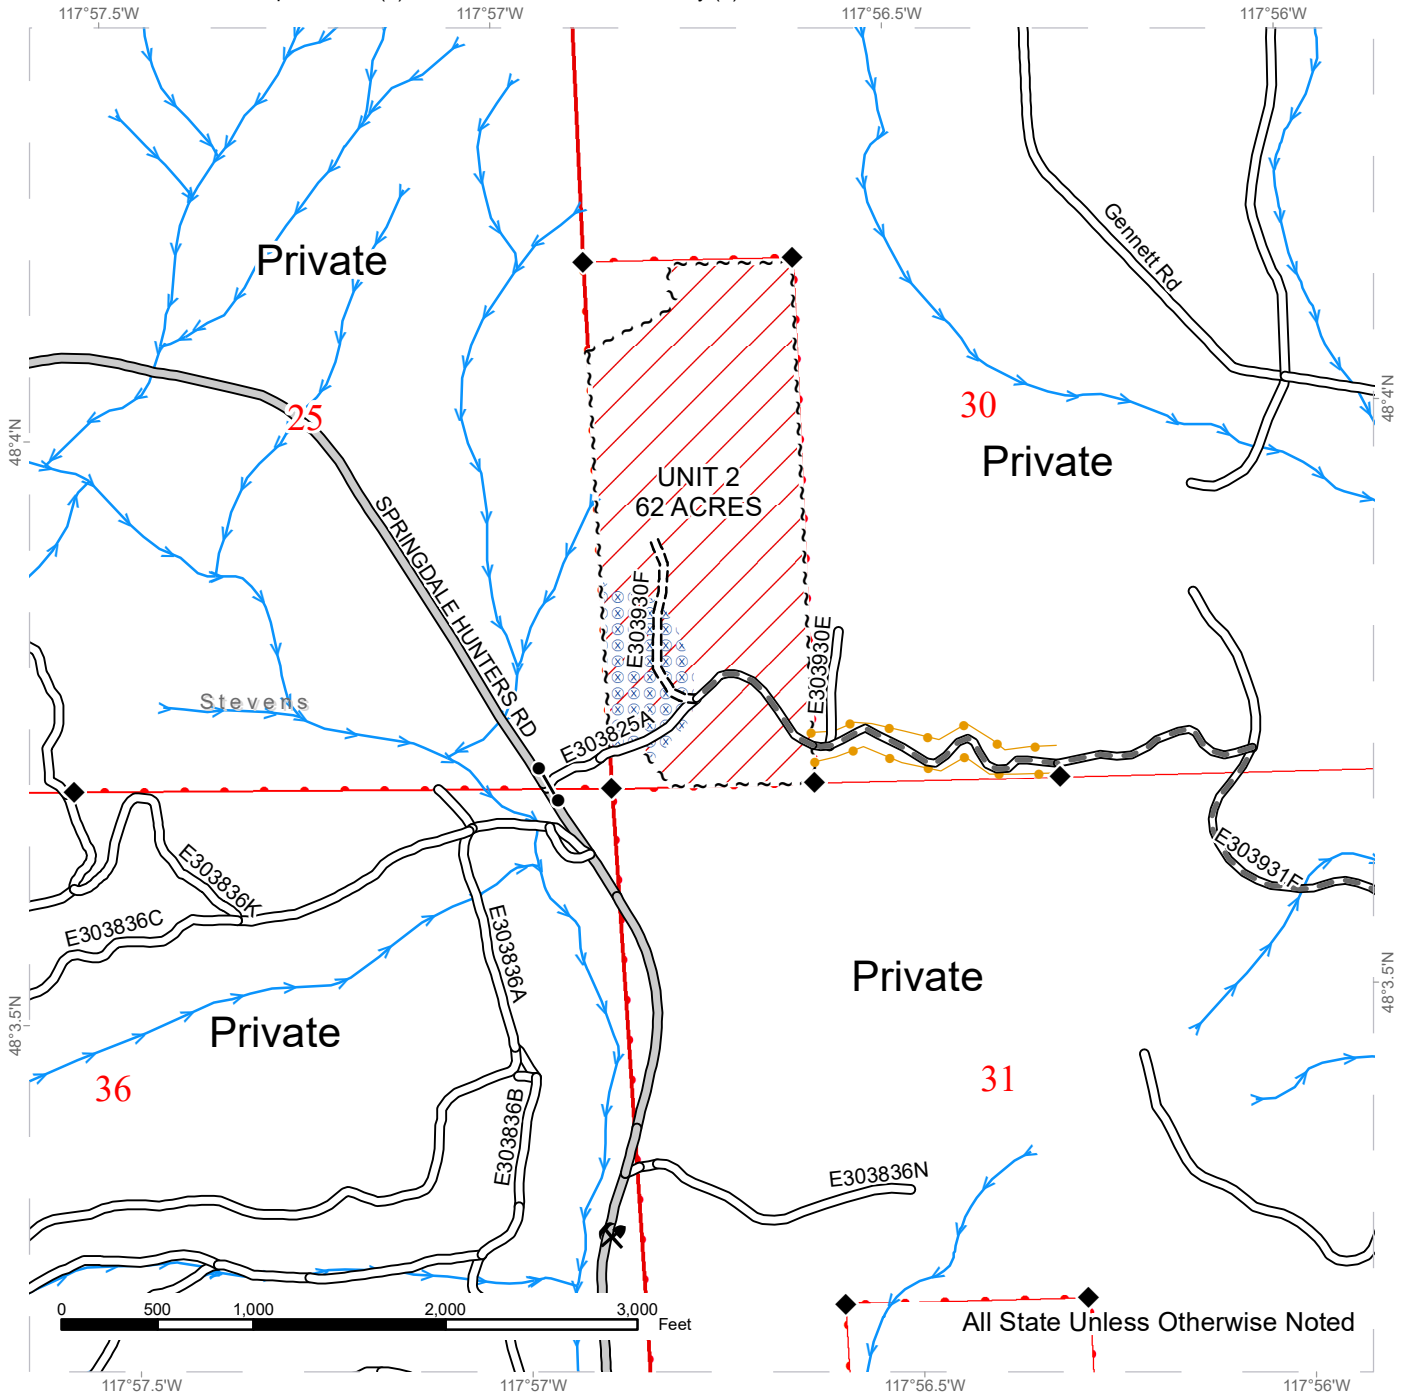 117°57.5'W
117°57'W
117°56.5'W
117°56'W
Gennett Rd
Private
48°4'N
25
30
48°4'N
Private
UNIT 2
62 ACRES
SPRINGDALE HUNTERS RD
E303930F
E303930E
Stevens
E303825A
E303836K
E303931F
E303836C
E303836A
Private
48°3.5'N
48°3.5'N
Private
36
31
E303836B
E303836N
0
500
1,000
2,000
3,000
Feet
All State Unless Otherwise Noted
117°57.5'W
117°57'W
117°56.5'W
117°56'W